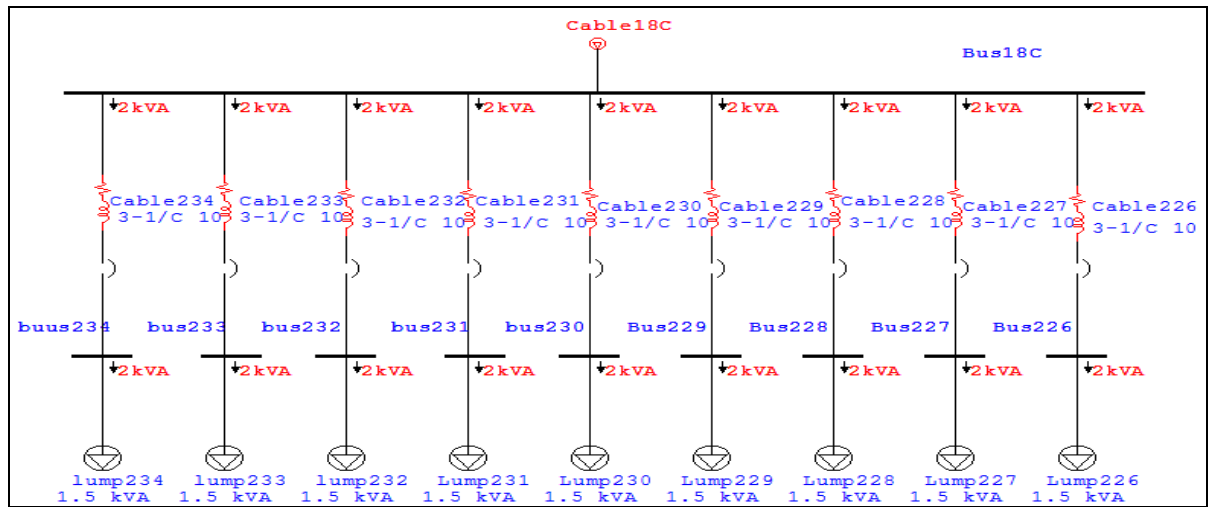 Cable18C
Bus18C
2kVA 2kVA 2kVA 2kVA 2kVA 2kVA 2kVA 2kVA 2kVA
Cable234 Cable233 Cable232 Cable231 Cable230 Cable229 Cable228 Cable227 Cable226
3-1/C 10 3-1/C 10 3-1/C 10 3-1/C 10 3-1/C 10 3-1/C 10 3-1/C 10 3-1/C 10 3-1/C 10
buus234 bus233 bus232 bus231 bus230 Bus229 Bus228 Bus227 Bus226
2kVA 2kVA 2kVA 2kVA 2kVA 2kVA 2kVA 2kVA 2kVA
lump234 lump233 lump232 Lump231 Lump230 Lump229 Lump228 Lump227 Lump226
1.5 kVA 1.5 kVA 1.5 kVA 1.5 kVA 1.5 kVA 1.5 kVA 1.5 kVA 1.5 kVA 1.5 kVA